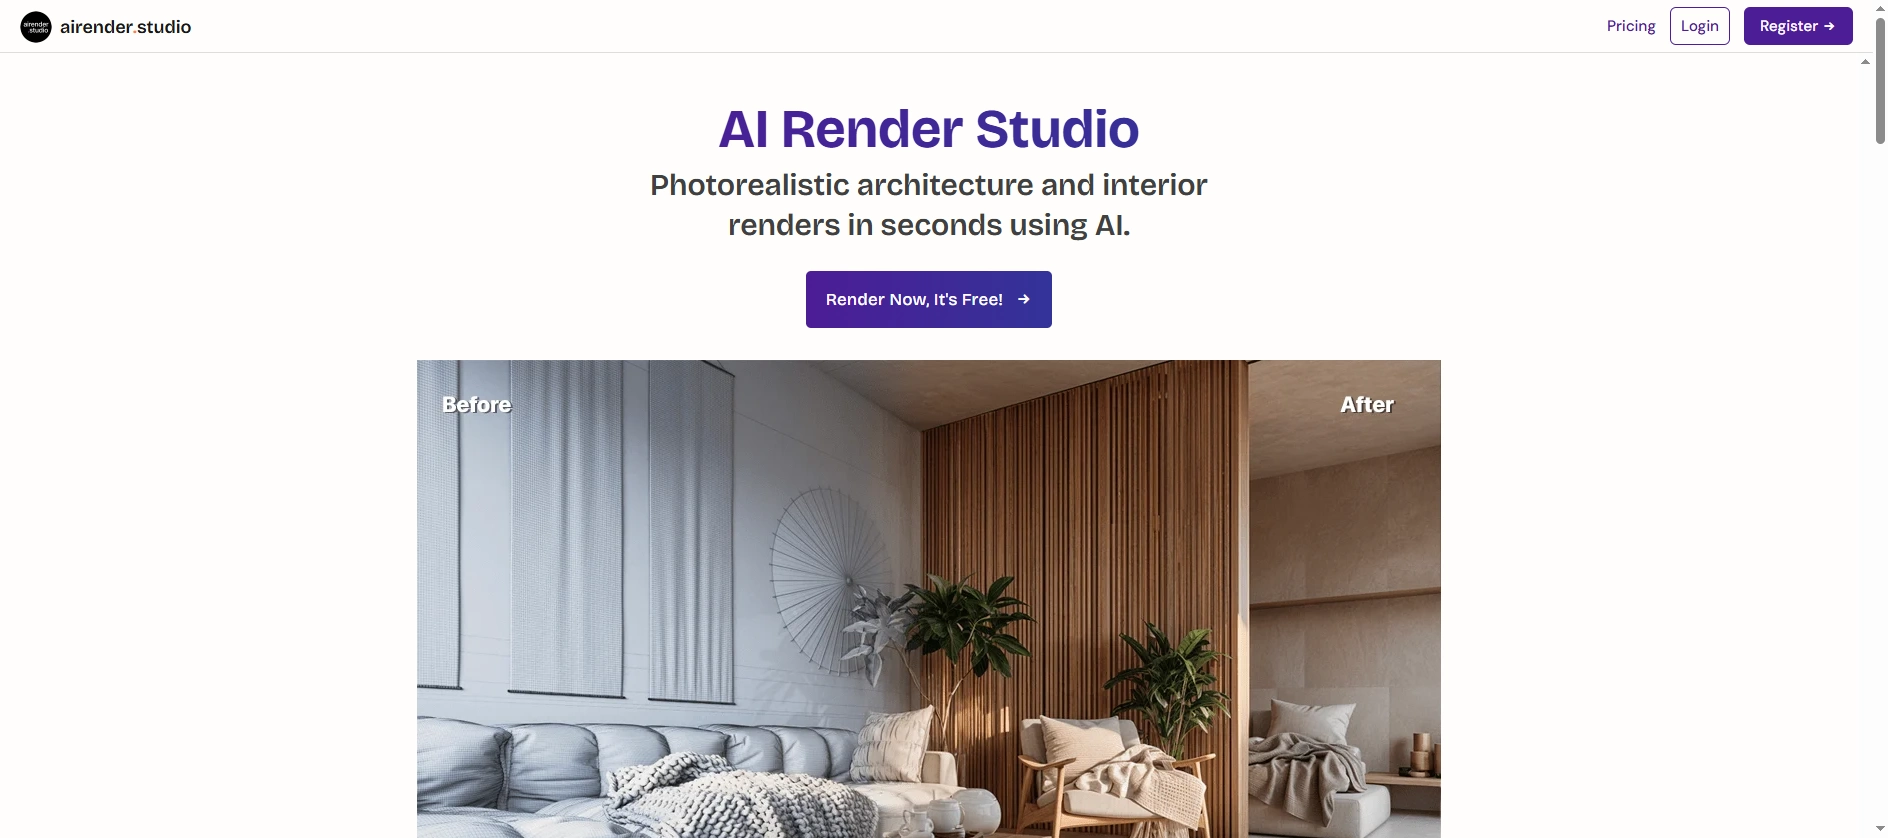 airender
.studio
airender.studio
Pricing
Login
Register →
AI Render Studio
Photorealistic architecture and interior
renders in seconds using AI.
Render Now, It's Free! →
Before
After